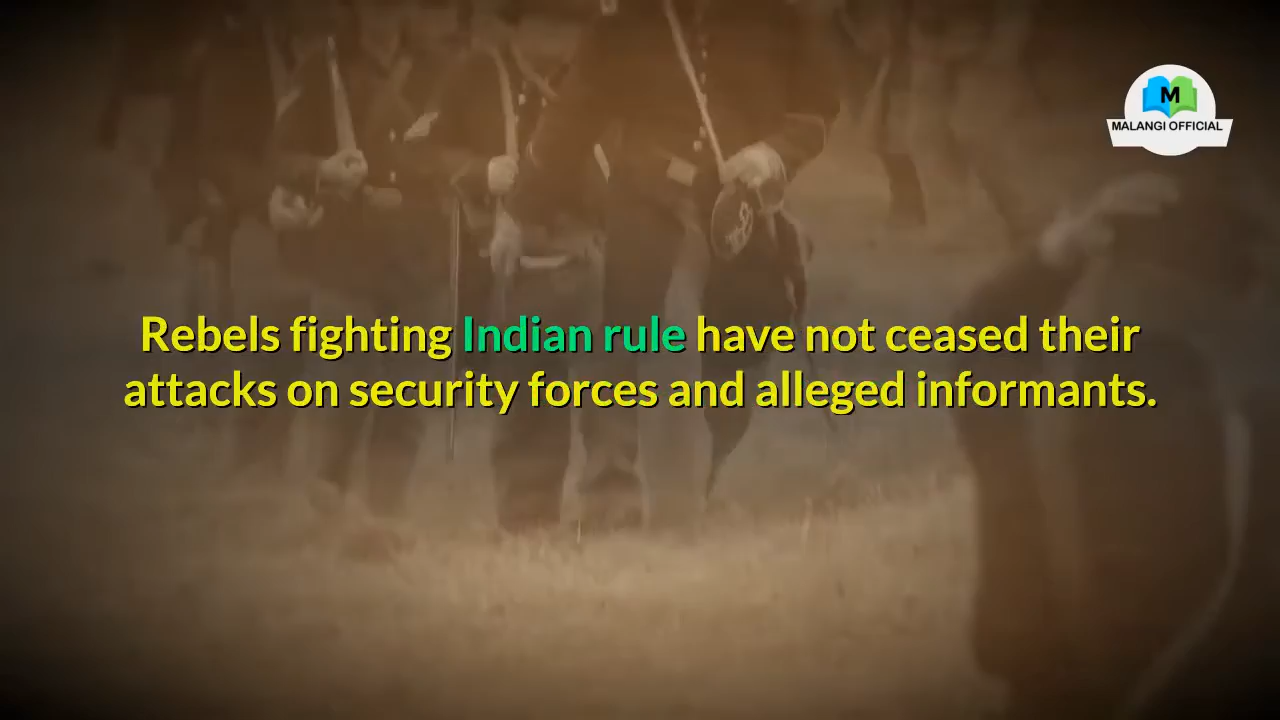 M
MALANGI OFFICIAL
Rebels fighting Indian rule have not ceased their
attacks on security forces and alleged informants.